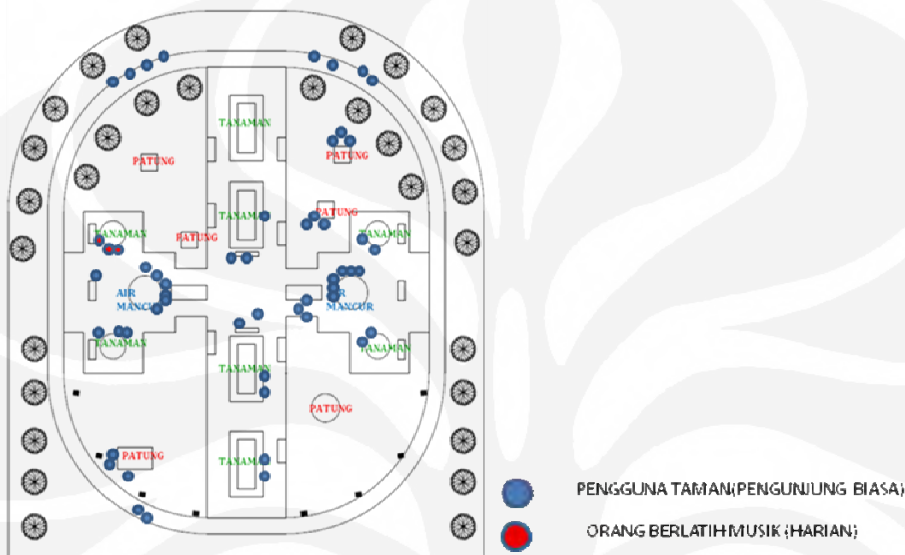 TANAMAN
PATUNG
PATUNG
TANAMAN
PATUNG
TANAMAN
PATUNG
TANAMAN
AIR
MANCUR
AIR
MANCUR
TANAMAN
TANAMAN
TANAMAN
PATUNG
PATUNG
TANAMAN
PENGGUNA TAMAN(PENGUNJUNG BIASA)
ORANG BERLATIH MUSIK (HARIAN)